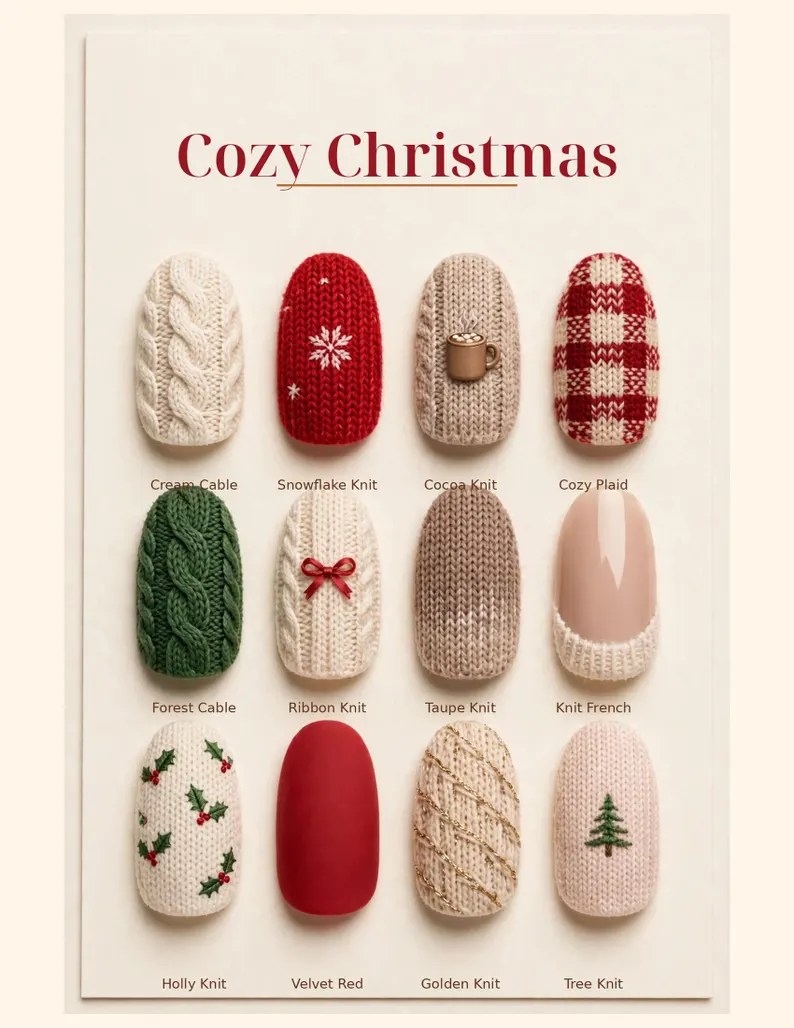 Cozy Christmas
Cream Cable Snowflake Knit Cocoa Knit Cozy Plaid
Forest Cable Ribbon Knit Taupe Knit Knit French
Holly Knit Velvet Red Golden Knit Tree Knit